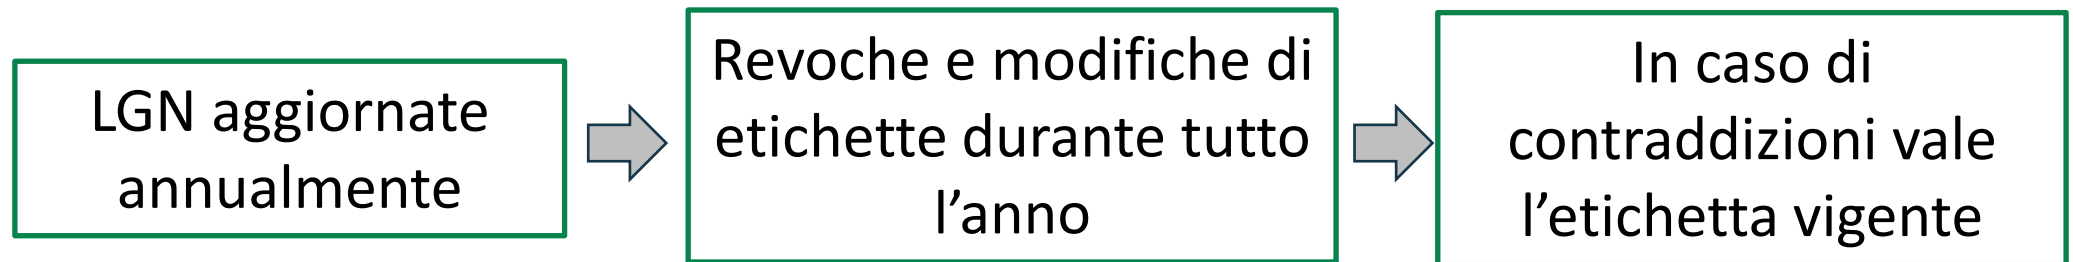 LGN aggiornate
annualmente
Revoche e modifiche di
etichette durante tutto
l’anno
In caso di
contraddizioni vale
l’etichetta vigente